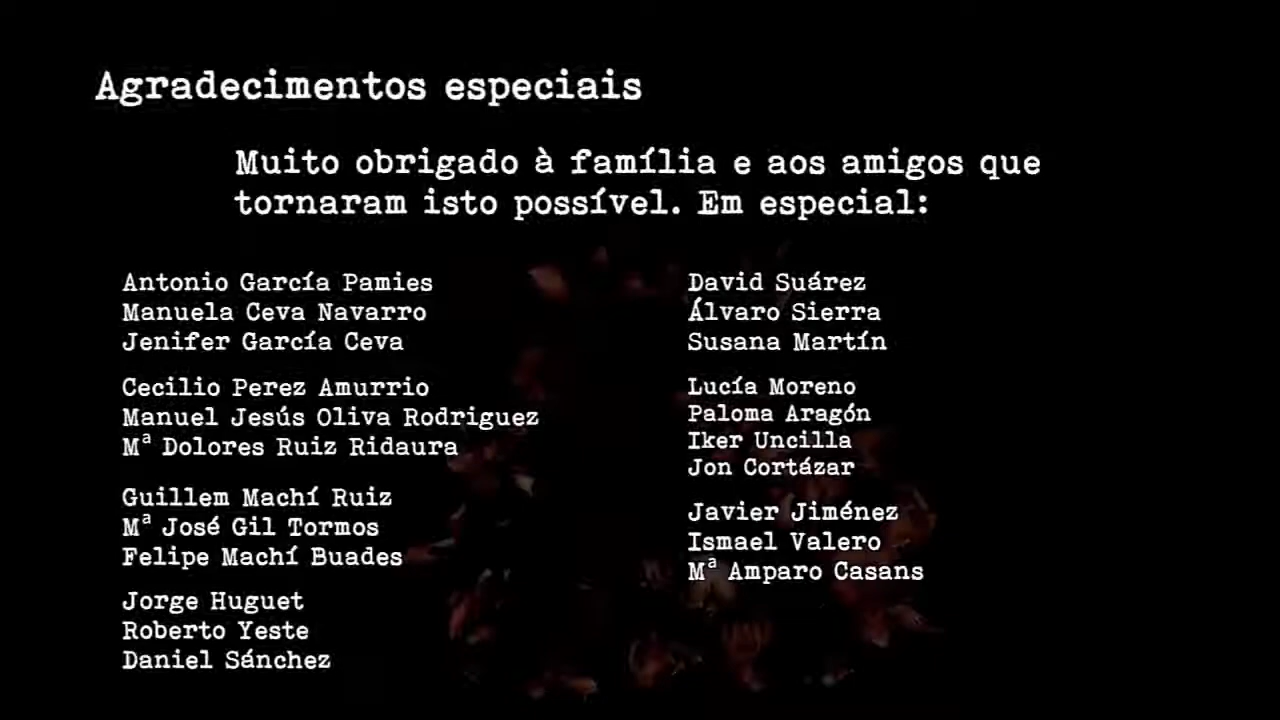 Agradecimentos especiais
Muito obrigado à família e aos amigos que
tornaram isto possível. Em especial:
Antonio García Pamies
Manuela Ceva Navarro
Jenifer García Ceva
Cecilio Perez Amurrio
Manuel Jesús Oliva Rodriguez
Mª Dolores Ruiz Ridaura
Guillem Machí Ruiz
Mª José Gil Tormos
Felipe Machí Buades
Jorge Huguet
Roberto Yeste
Daniel Sánchez
David Suárez
Álvaro Sierra
Susana Martín
Lucía Moreno
Paloma Aragón
Iker Uncilla
Jon Cortázar
Javier Jiménez
Ismael Valero
Mª Amparo Casans